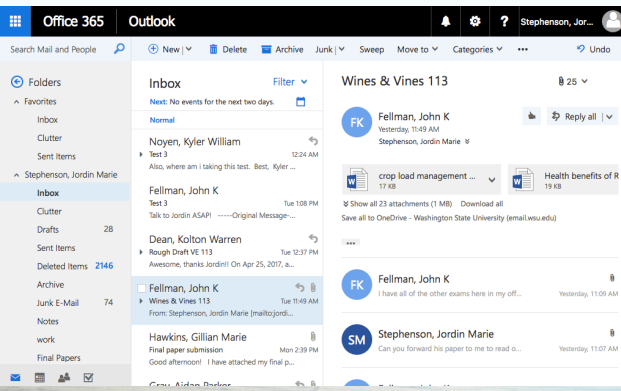 Office 365 Outlook ? Stephenson, Jor...
Search Mail and People
New Delete Archive Junk Sweep Move to Categories ... Undo
Folders
Favorites
Inbox
Clutter
Sent Items
Stephenson, Jordin Marie
Inbox
Clutter
Drafts 28
Sent Items
Deleted Items 2146
Archive
Junk E-Mail 74
Notes
work
Final Papers
Inbox Filter
Next: No events for the next two days.
Normal
Noyen, Kyler William
Test 3 12:24 AM
Also, where am i taking this test. Best, Kyler ...
Fellman, John K
Test 3 Tue 1:08 PM
Talk to Jordin ASAP! -----Original Message-...
Dean, Kolton Warren
Rough Draft VE 113 Tue 12:37 PM
Awesome, thanks Jordin!! On Apr 25, 2017, a...
Fellman, John K
Wines & Vines 113 Tue 11:49 AM
From: Stephenson, Jordin Marie [mailto:jordi...
Hawkins, Gillian Marie
Final paper submission Mon 2:39 PM
Good afternoon! I have attached my final p...
Gray, Aidan Parker
Wines & Vines 113 25
FK
Fellman, John K
Yesterday, 11:49 AM
Stephenson, Jordin Marie
Reply all
crop load management ...
17 KB
Health benefits of R
19 KB
Show all 23 attachments (1 MB) Download all
Save all to OneDrive - Washington State University (email.wsu.edu)
...
FK
Fellman, John K
I have all of the other exams here in my off... Yesterday, 11:09 AM
SM
Stephenson, Jordin Marie
Can you forward his paper to me to read o... Yesterday, 11:07 AM